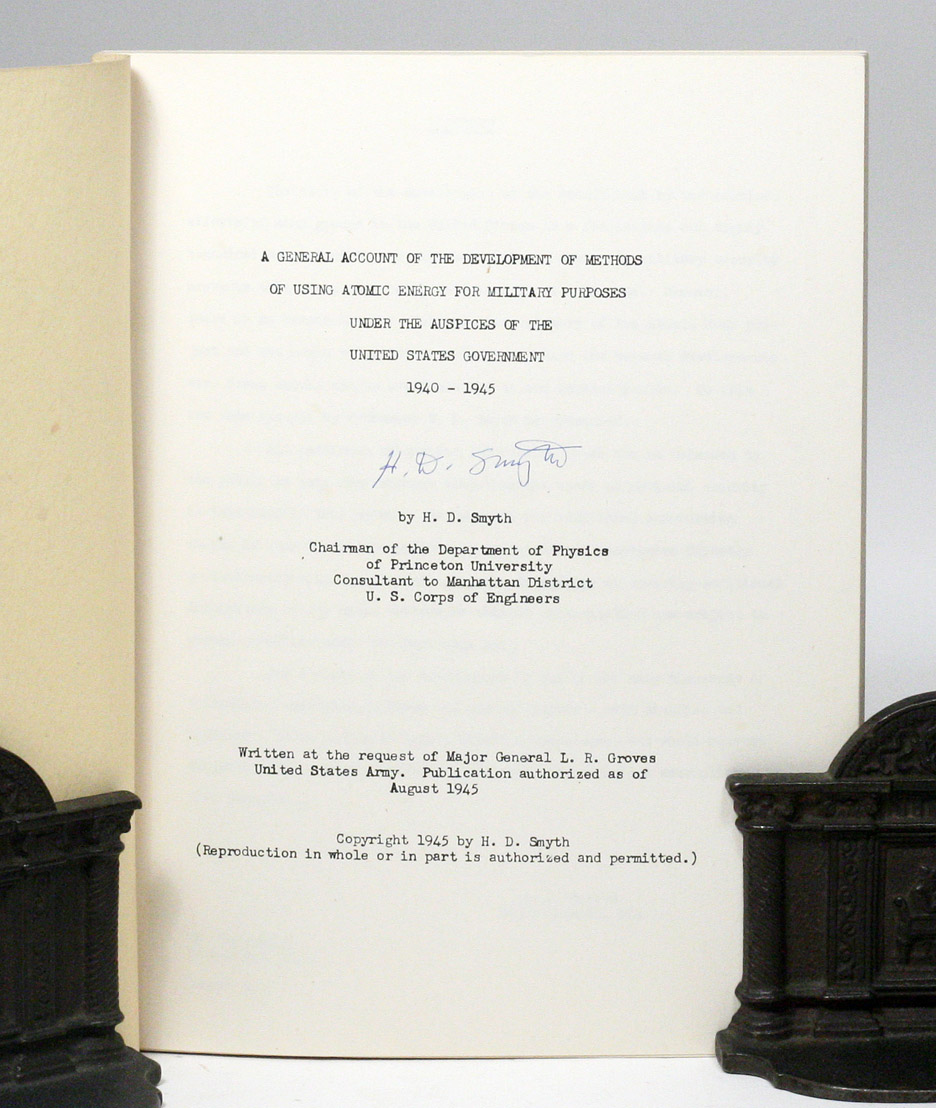 A GENERAL ACCOUNT OF THE DEVELOPMENT OF METHODS
OF USING ATOMIC ENERGY FOR MILITARY PURPOSES
UNDER THE AUSPICES OF THE
UNITED STATES GOVERNMENT
1940 - 1945
H. D. Smyth
by H. D. Smyth
Chairman of the Department of Physics
of Princeton University
Consultant to Manhattan District
U. S. Corps of Engineers
Written at the request of Major General L. R. Groves
United States Army. Publication authorized as of
August 1945
Copyright 1945 by H. D. Smyth
(Reproduction in whole or in part is authorized and permitted.)